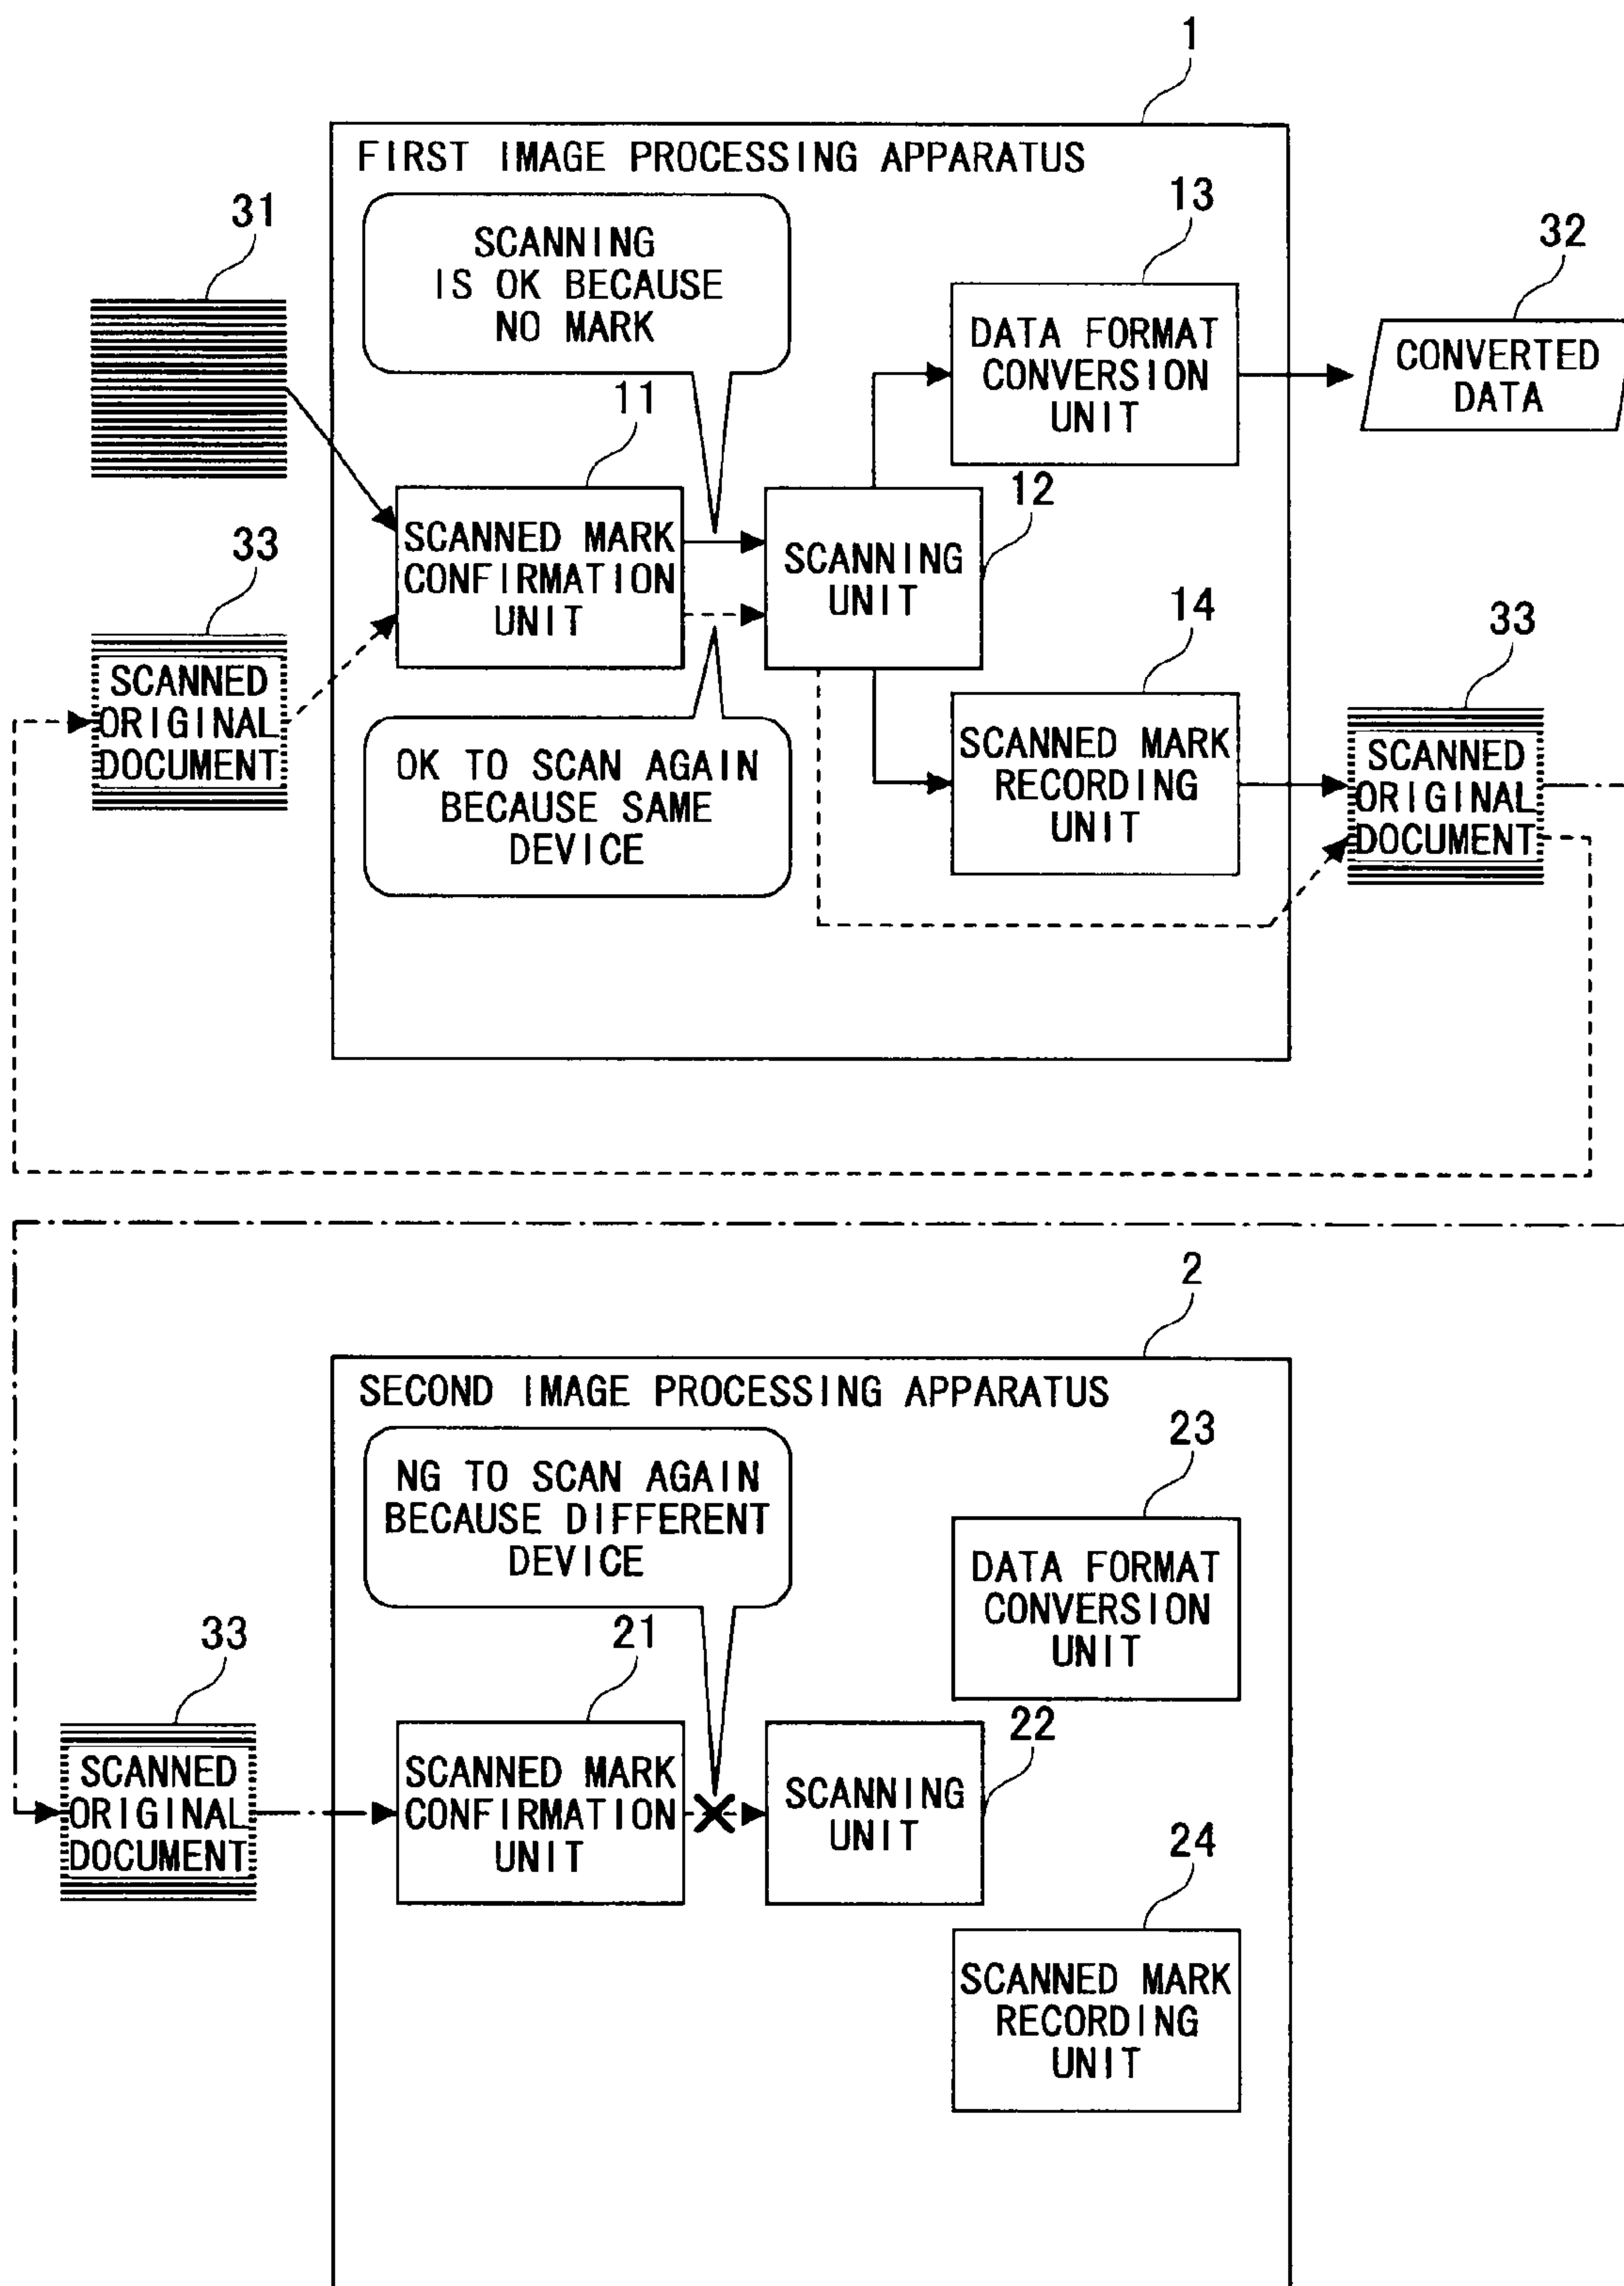 1
FIRST IMAGE PROCESSING APPARATUS
31
SCANNING
IS OK BECAUSE
NO MARK
13
DATA FORMAT
CONVERSION
UNIT
32
CONVERTED
DATA
11
SCANNED MARK
CONFIRMATION
UNIT
12
SCANNING
UNIT
33
SCANNED
ORIGINAL
DOCUMENT
OK TO SCAN AGAIN
BECAUSE SAME
DEVICE
14
SCANNED MARK
RECORDING
UNIT
33
SCANNED
ORIGINAL
DOCUMENT
2
SECOND IMAGE PROCESSING APPARATUS
NG TO SCAN AGAIN
BECAUSE DIFFERENT
DEVICE
23
DATA FORMAT
CONVERSION
UNIT
33
SCANNED
ORIGINAL
DOCUMENT
21
SCANNED MARK
CONFIRMATION
UNIT
22
SCANNING
UNIT
24
SCANNED MARK
RECORDING
UNIT